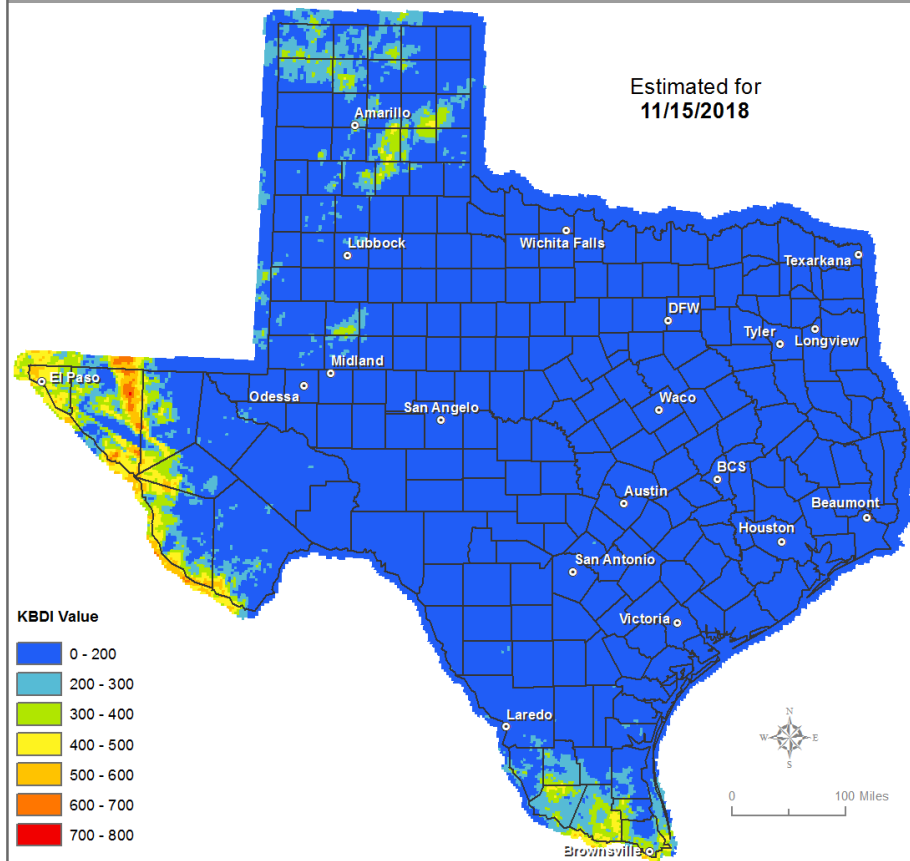 Estimated for
11/15/2018
Amarillo
Lubbock
Wichita Falls
Texarkana
DFW
Tyler
Longview
Midland
El Paso
Odessa
San Angelo
Waco
BCS
Austin
Beaumont
Houston
San Antonio
Victoria
Laredo
Brownsville
KBDI Value
0 - 200
200 - 300
300 - 400
400 - 500
500 - 600
600 - 700
700 - 800
N
W E
S
0 100 Miles